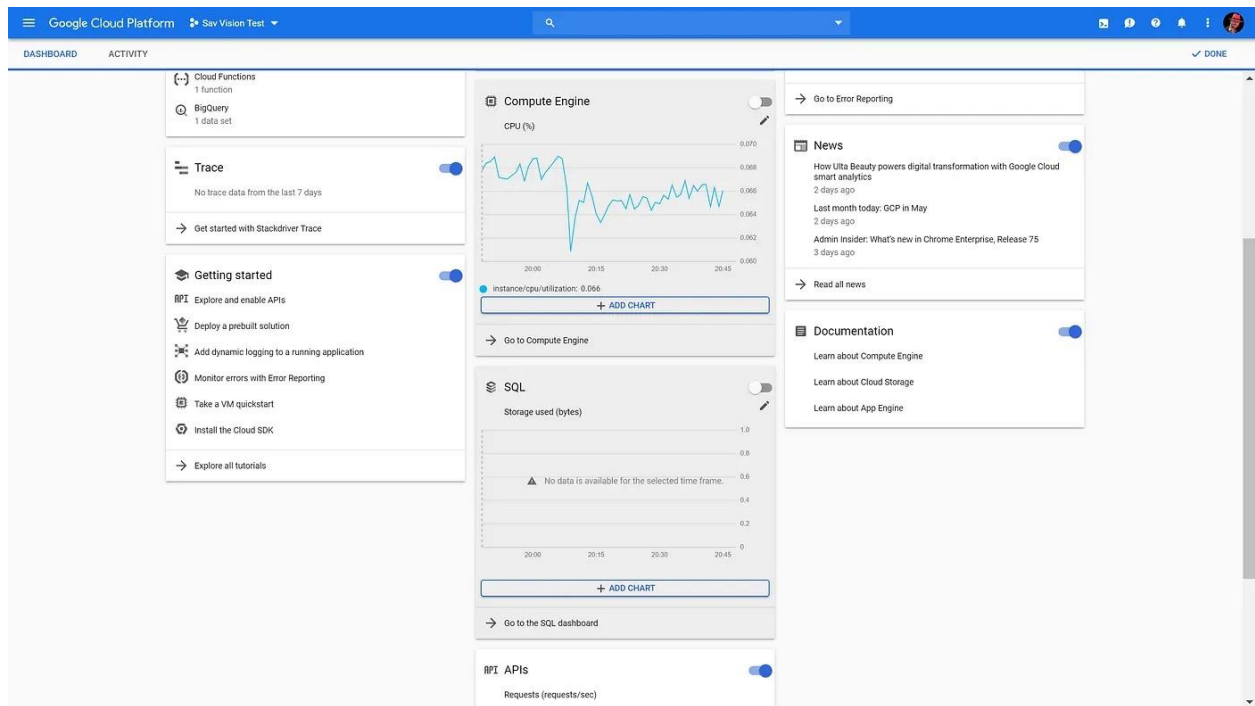 Google Cloud Platform
Sav Vision Test
DASHBOARD
ACTIVITY
DONE
Cloud Functions
1 function
BigQuery
1 data set
Trace
No trace data from the last 7 days
Get started with Stackdriver Trace
Getting started
API Explore and enable APIs
Deploy a prebuilt solution
Add dynamic logging to a running application
Monitor errors with Error Reporting
Take a VM quickstart
Install the Cloud SDK
Explore all tutorials
Compute Engine
CPU (%)
0.070
0.068
0.066
0.064
0.062
0.060
20:00 20:15 20:30 20:45
instance/cpu/utilization: 0.066
+ ADD CHART
Go to Compute Engine
SQL
Storage used (bytes)
1.0
0.8
No data is available for the selected time frame.
0.6
0.4
0.2
0
20:00 20:15 20:30 20:45
+ ADD CHART
Go to the SQL dashboard
API APIs
Requests (requests/sec)
Go to Error Reporting
News
How Ulta Beauty powers digital transformation with Google Cloud
smart analytics
2 days ago
Last month today: GCP in May
2 days ago
Admin Insider: What's new in Chrome Enterprise, Release 75
3 days ago
Read all news
Documentation
Learn about Compute Engine
Learn about Cloud Storage
Learn about App Engine